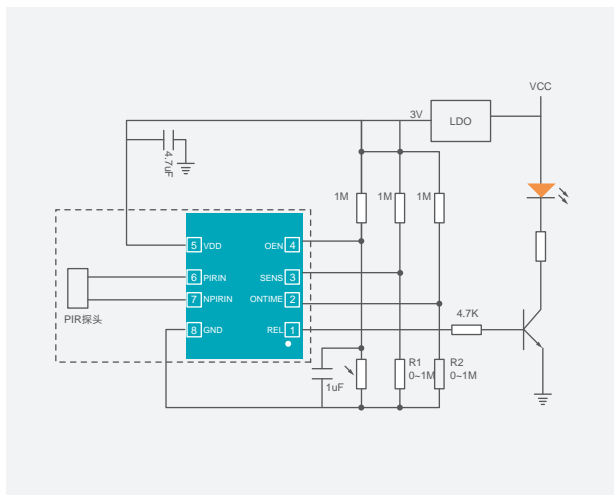 VCC
3V
LDO
4.7uF
1M
1M
1M
5
VDD
OEN
4
6
PIRIN
SENS
3
7
NPIRIN
ONTIME
2
8
GND
REL
1
PIR探头
4.7K
1uF
R1
0~1M
R2
0~1M